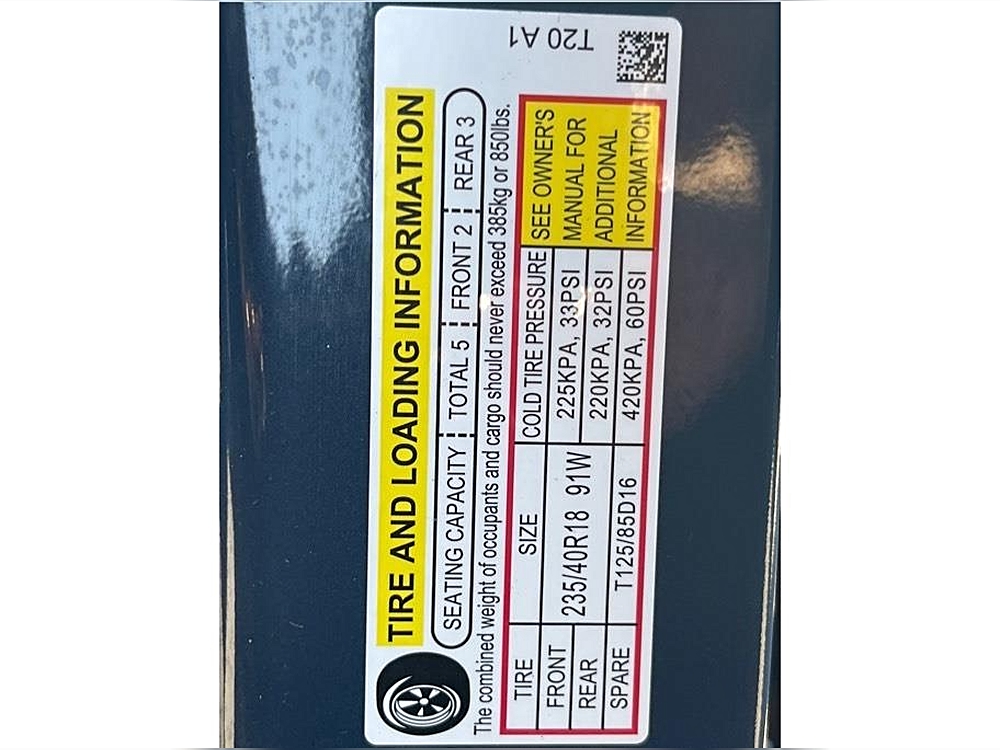 TIRE AND LOADING INFORMATION
SEATING CAPACITY TOTAL 5 FRONT 2 REAR 3
The combined weight of occupants and cargo should never exceed 385kg or 850lbs.
TIRE SIZE COLD TIRE PRESSURE
FRONT 235/40R18 91W 225KPA, 33PSI
REAR 220KPA, 32PSI
SPARE T125/85D16 420KPA, 60PSI
SEE OWNER'S
MANUAL FOR
ADDITIONAL
INFORMATION
T20 A1